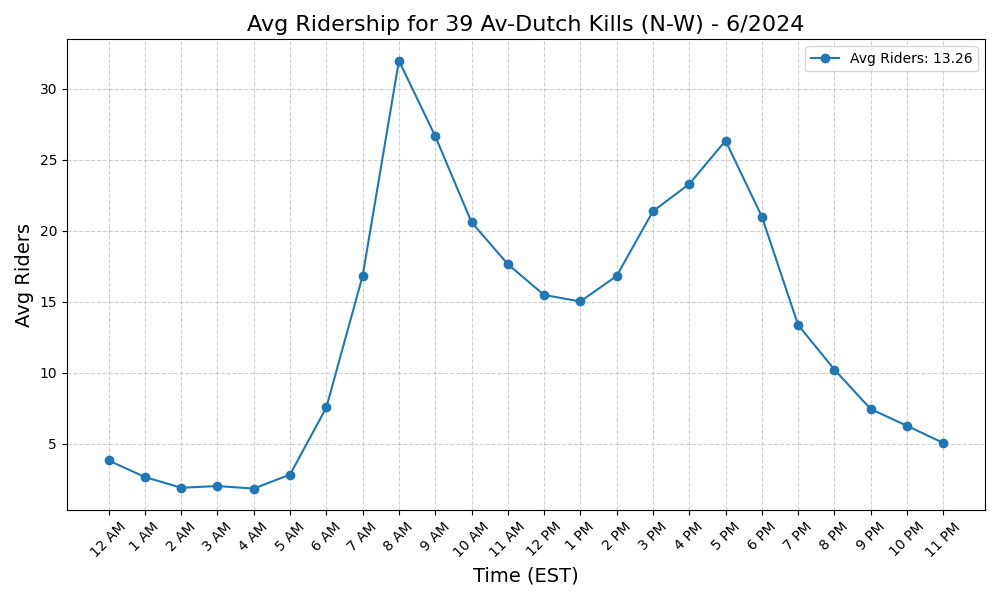 Avg Ridership for 39 Av-Dutch Kills (N-W) - 6/2024
Avg Riders: 13.26
Avg Riders
30
25
20
15
10
5
12 AM
1 AM
2 AM
3 AM
4 AM
5 AM
6 AM
7 AM
8 AM
9 AM
10 AM
11 AM
12 PM
1 PM
2 PM
3 PM
4 PM
5 PM
6 PM
7 PM
8 PM
9 PM
10 PM
11 PM
Time (EST)